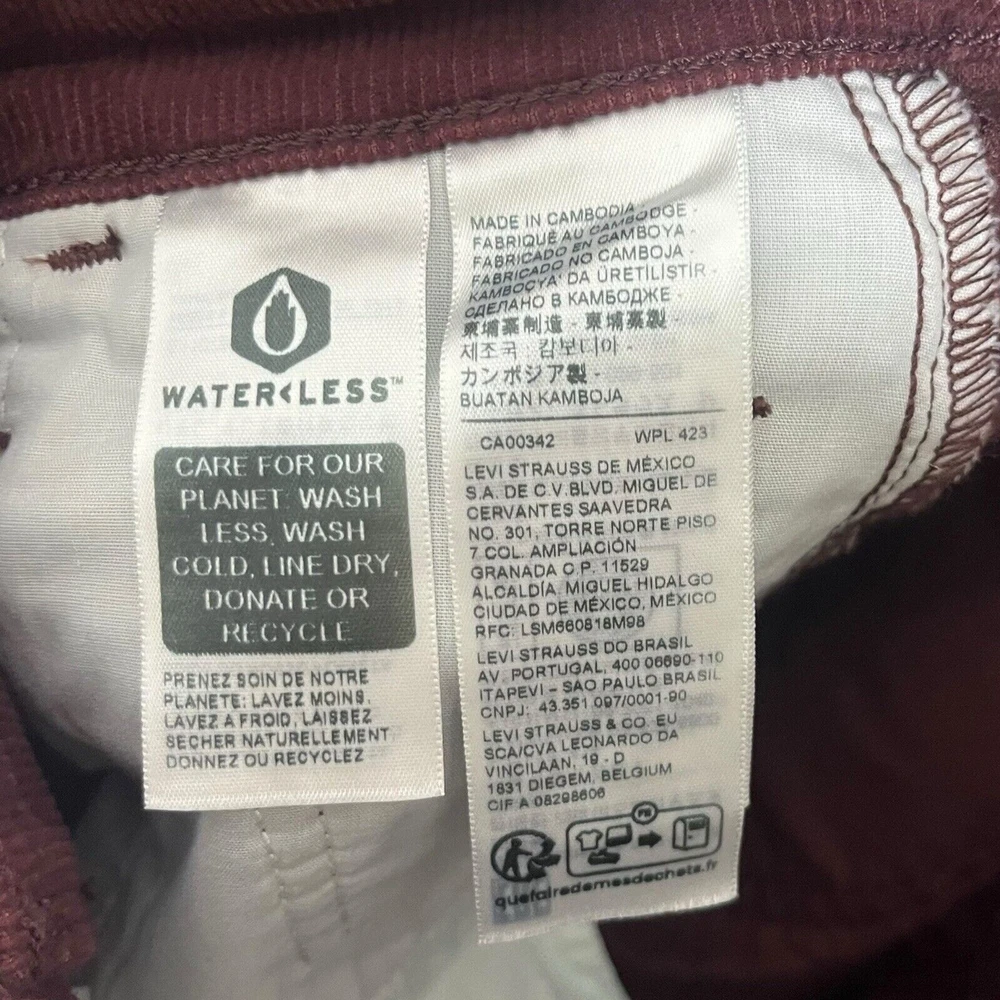 WATER<LESS™
CARE FOR OUR
PLANET: WASH
LESS, WASH
COLD, LINE DRY,
DONATE OR
RECYCLE
PRENEZ SOIN DE NOTRE
PLANETE: LAVEZ MOINS,
LAVEZ A FROID, LAISSEZ
SECHER NATURELLEMENT
DONNEZ OU RECYCLEZ
MADE IN CAMBODIA -
FABRIQUÉ AU CAMBODGE -
FABRICADO EN CAMBOYA -
FABRICADO NO CAMBOJA -
KAMBOÇYA' DA ÜRETİLİSTİR -
СДЕЛАНО В КАМБОДЖЕ -
柬埔寨制造 - 柬埔寨製 -
제조국 : 캄보디아 -
カンボジア製 -
BUATAN KAMBOJA
CA00342 WPL 423
LEVI STRAUSS DE MÉXICO
S.A. DE C.V.BLVD. MIGUEL DE
CERVANTES SAAVEDRA
NO. 301, TORRE NORTE PISO
7 COL. AMPLIACIÓN
GRANADA C.P. 11529
ALCALDÍA. MIGUEL HIDALGO
CIUDAD DE MÉXICO, MÉXICO
RFC: LSM660818M98
LEVI STRAUSS DO BRASIL
AV. PORTUGAL, 400 06690-110
ITAPEVI – SÃO PAULO BRASIL
CNPJ: 43.351.097/0001-90
LEVI STRAUSS & CO. EU
SCA/CVA LEONARDO DA
VINCILAAN, 19 - D
1831 DIEGEM, BELGIUM
CIF A 08298606
FR
quefairedemesdechets.fr